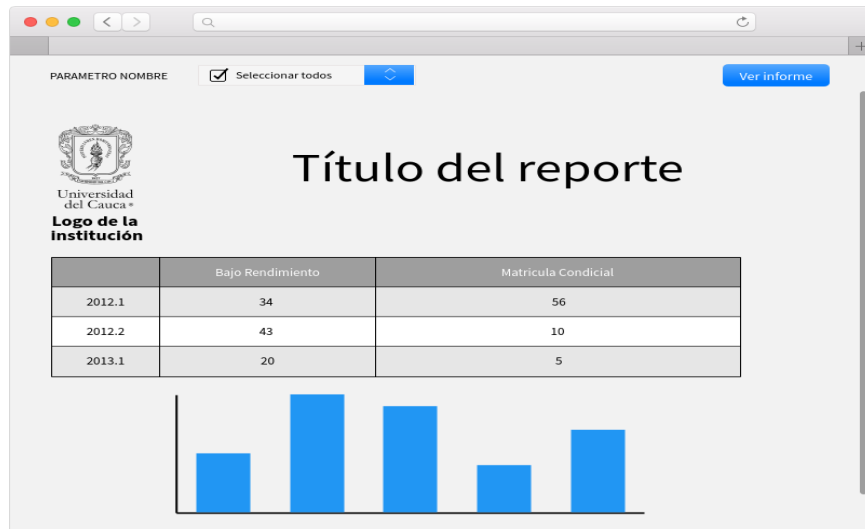 PARAMETRO NOMBRE Seleccionar todos Ver informe
Título del reporte
Universidad
del Cauca
Logo de la
institución
Bajo Rendimiento Matricula Condicial
2012.1 34 56
2012.2 43 10
2013.1 20 5